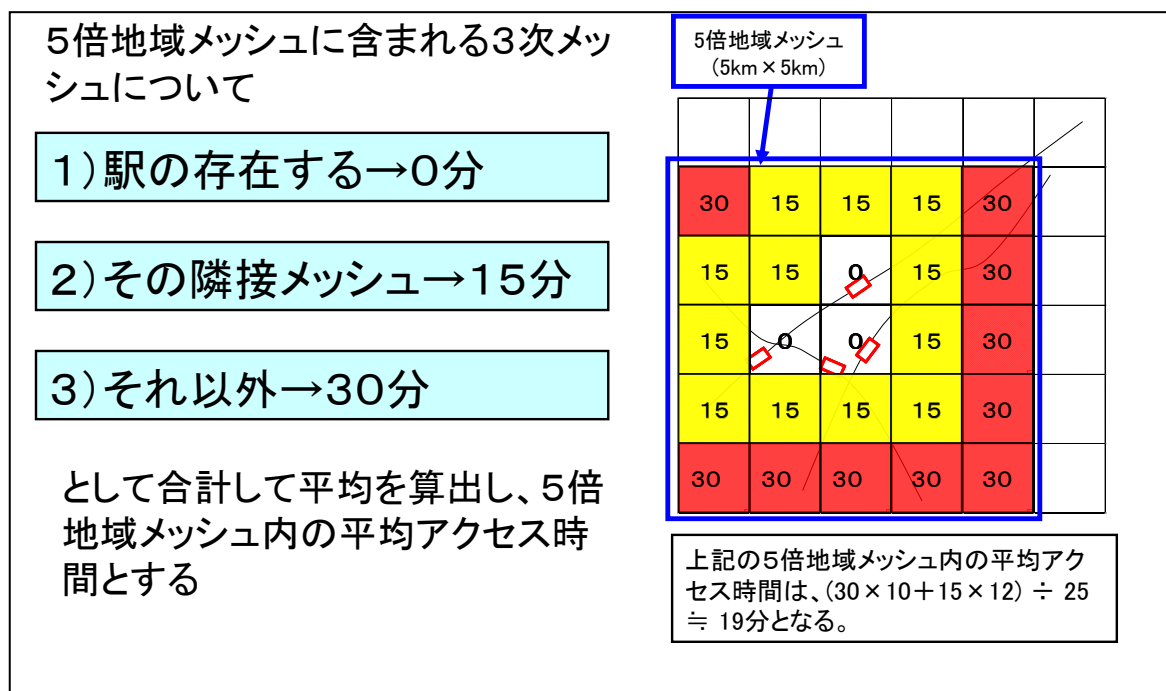 ５倍地域メッシュに含まれる３次メッ
シュについて
１）駅の存在する→０分
２）その隣接メッシュ→１５分
３）それ以外→３０分
として合計して平均を算出し、５倍
地域メッシュ内の平均アクセス時
間とする
5倍地域メッシュ
（5km×5km）
30 15 15 15 30
15 15 0 15 30
15 0 0 15 30
15 15 15 15 30
30 30 30 30 30
上記の５倍地域メッシュ内の平均アク
セス時間は、（30×10＋15×12） ÷ 25
≒ 19分となる。